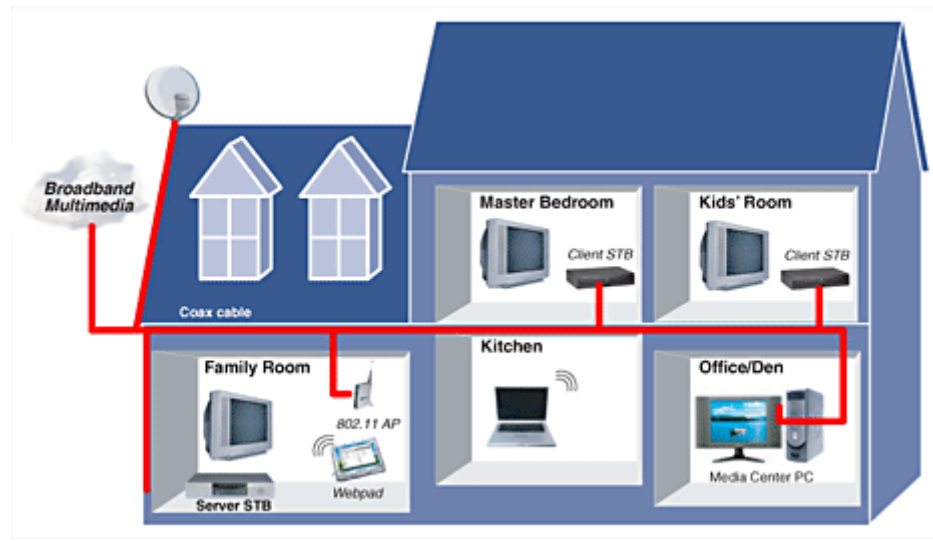 Broadband
Multimedia
Master Bedroom
Client STB
Kids' Room
Client STB
Coax cable
Family Room
802.11 AP
Webpad
Server STB
Kitchen
Office/Den
Media Center PC